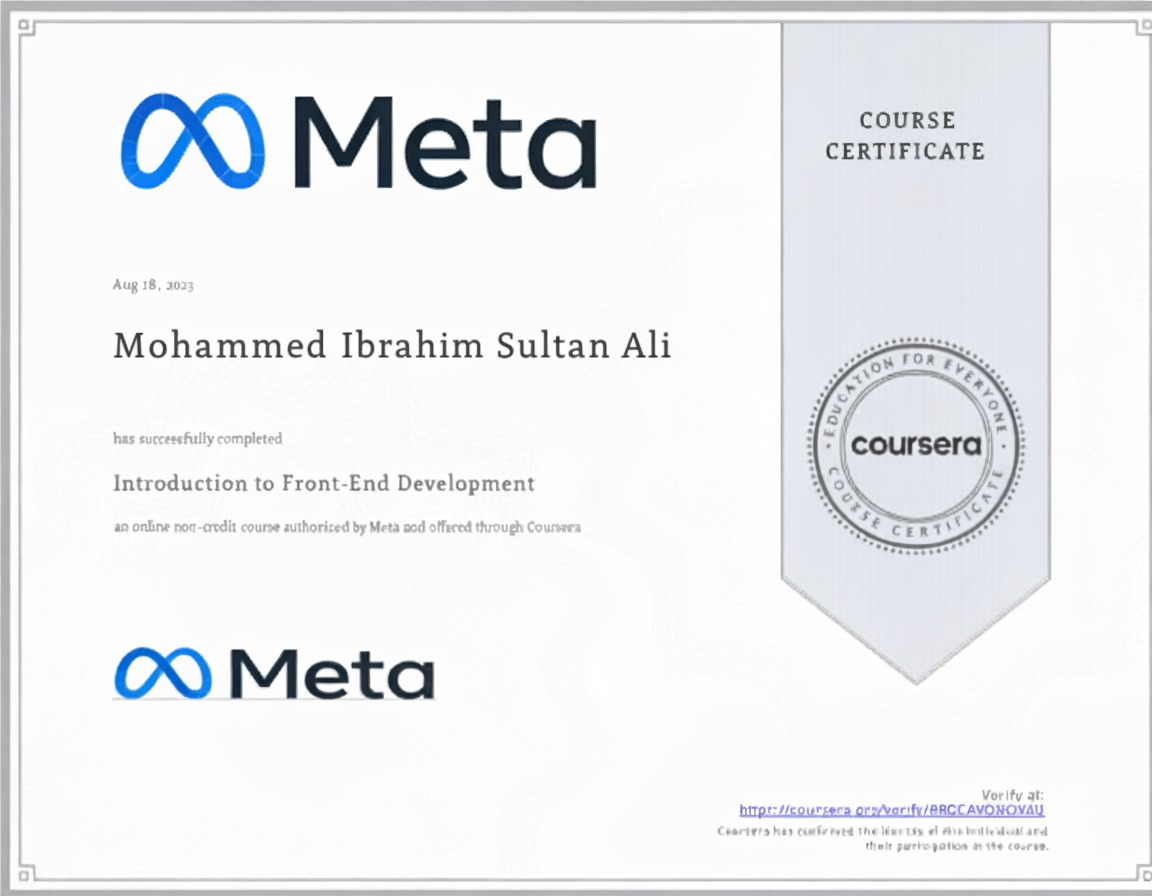 Meta
COURSE
CERTIFICATE
Aug 18, 2023
Mohammed Ibrahim Sultan Ali
has successfully completed
Introduction to Front-End Development
an online non-credit course authorized by Meta and offered through Coursera
EDUCATION FOR EVERYONE
coursera
COURSE CERTIFICATE
Meta
Verify at:
https://coursera.org/verify/
Coursera has confirmed the identity of this individual and
their participation in the course.